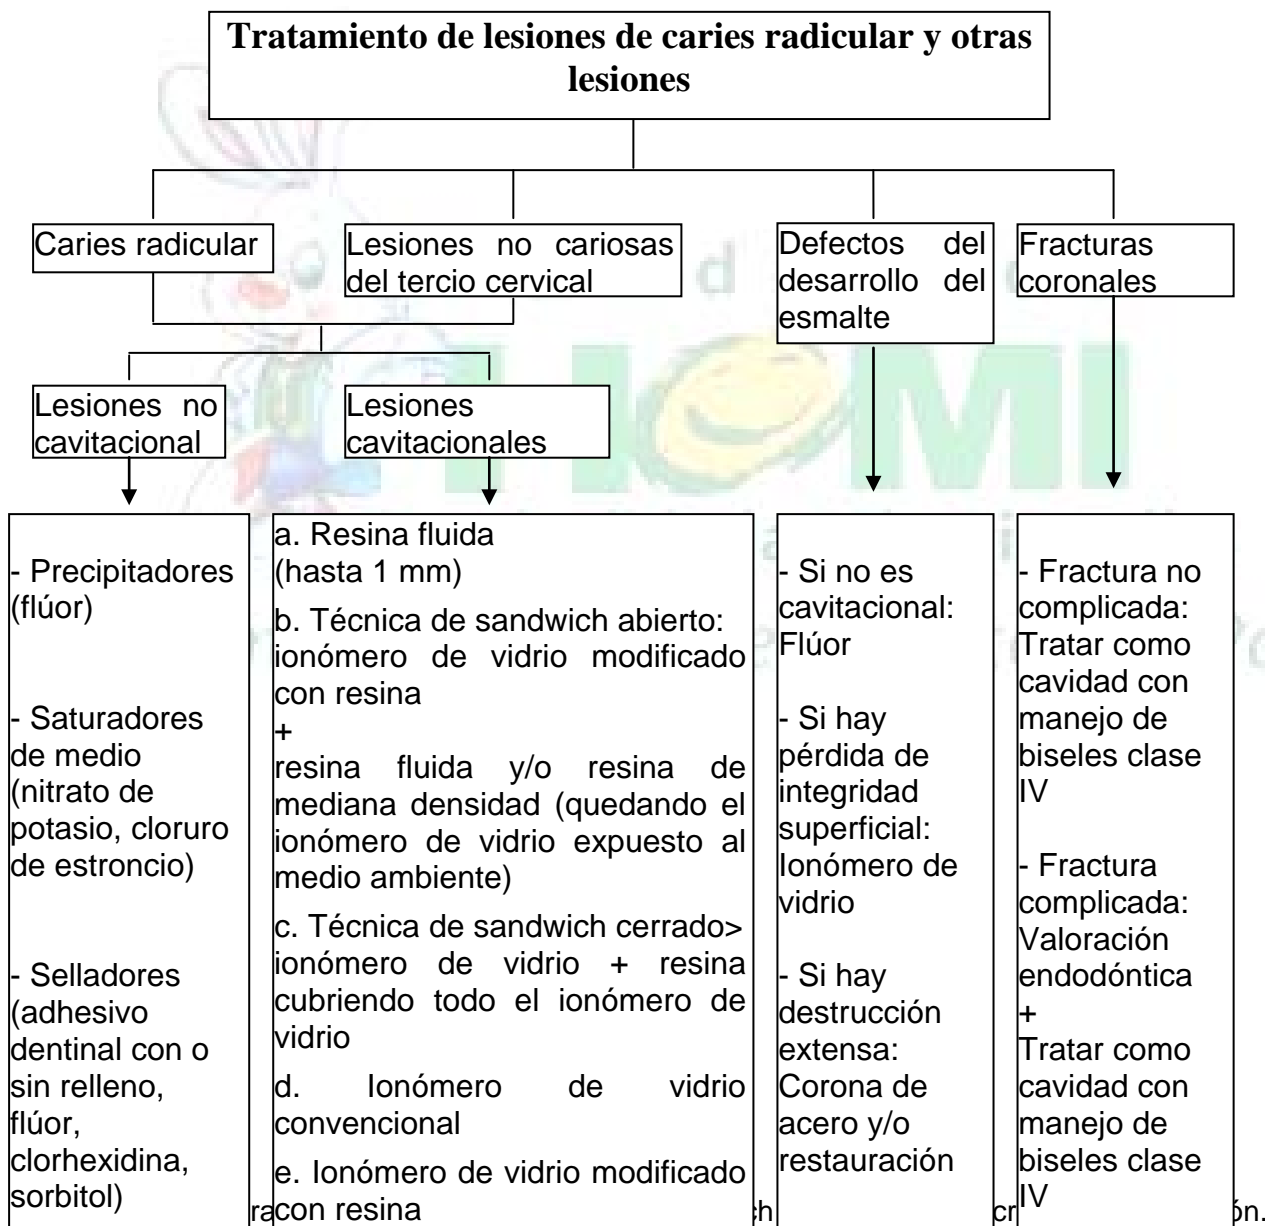 Tratamiento de lesiones de caries radicular y otras
lesiones
Caries radicular
Lesiones no cariosas
del tercio cervical
Defectos del
desarrollo del
esmalte
Fracturas
coronales
Lesiones no
cavitacional
Lesiones
cavitacionales
- Precipitadores
(flúor)
- Saturadores
de medio
(nitrato de
potasio, cloruro
de estroncio)
- Selladores
(adhesivo
dentinal con o
sin relleno,
flúor,
clorhexidina,
sorbitol)
a. Resina fluida
(hasta 1 mm)
b. Técnica de sandwich abierto:
ionómero de vidrio modificado
con resina
+
resina fluida y/o resina de
mediana densidad (quedando el
ionómero de vidrio expuesto al
medio ambiente)
c. Técnica de sandwich cerrado>
ionómero de vidrio + resina
cubriendo todo el ionómero de
vidrio
d. Ionómero de vidrio
convencional
e. Ionómero de vidrio modificado
con resina
- Si no es
cavitacional:
Flúor
- Si hay
pérdida de
integridad
superficial:
Ionómero de
vidrio
- Si hay
destrucción
extensa:
Corona de
acero y/o
restauración
- Fractura no
complicada:
Tratar como
cavidad con
manejo de
biseles clase
IV
- Fractura
complicada:
Valoración
endodóntica
+
Tratar como
cavidad con
manejo de
biseles clase
IV